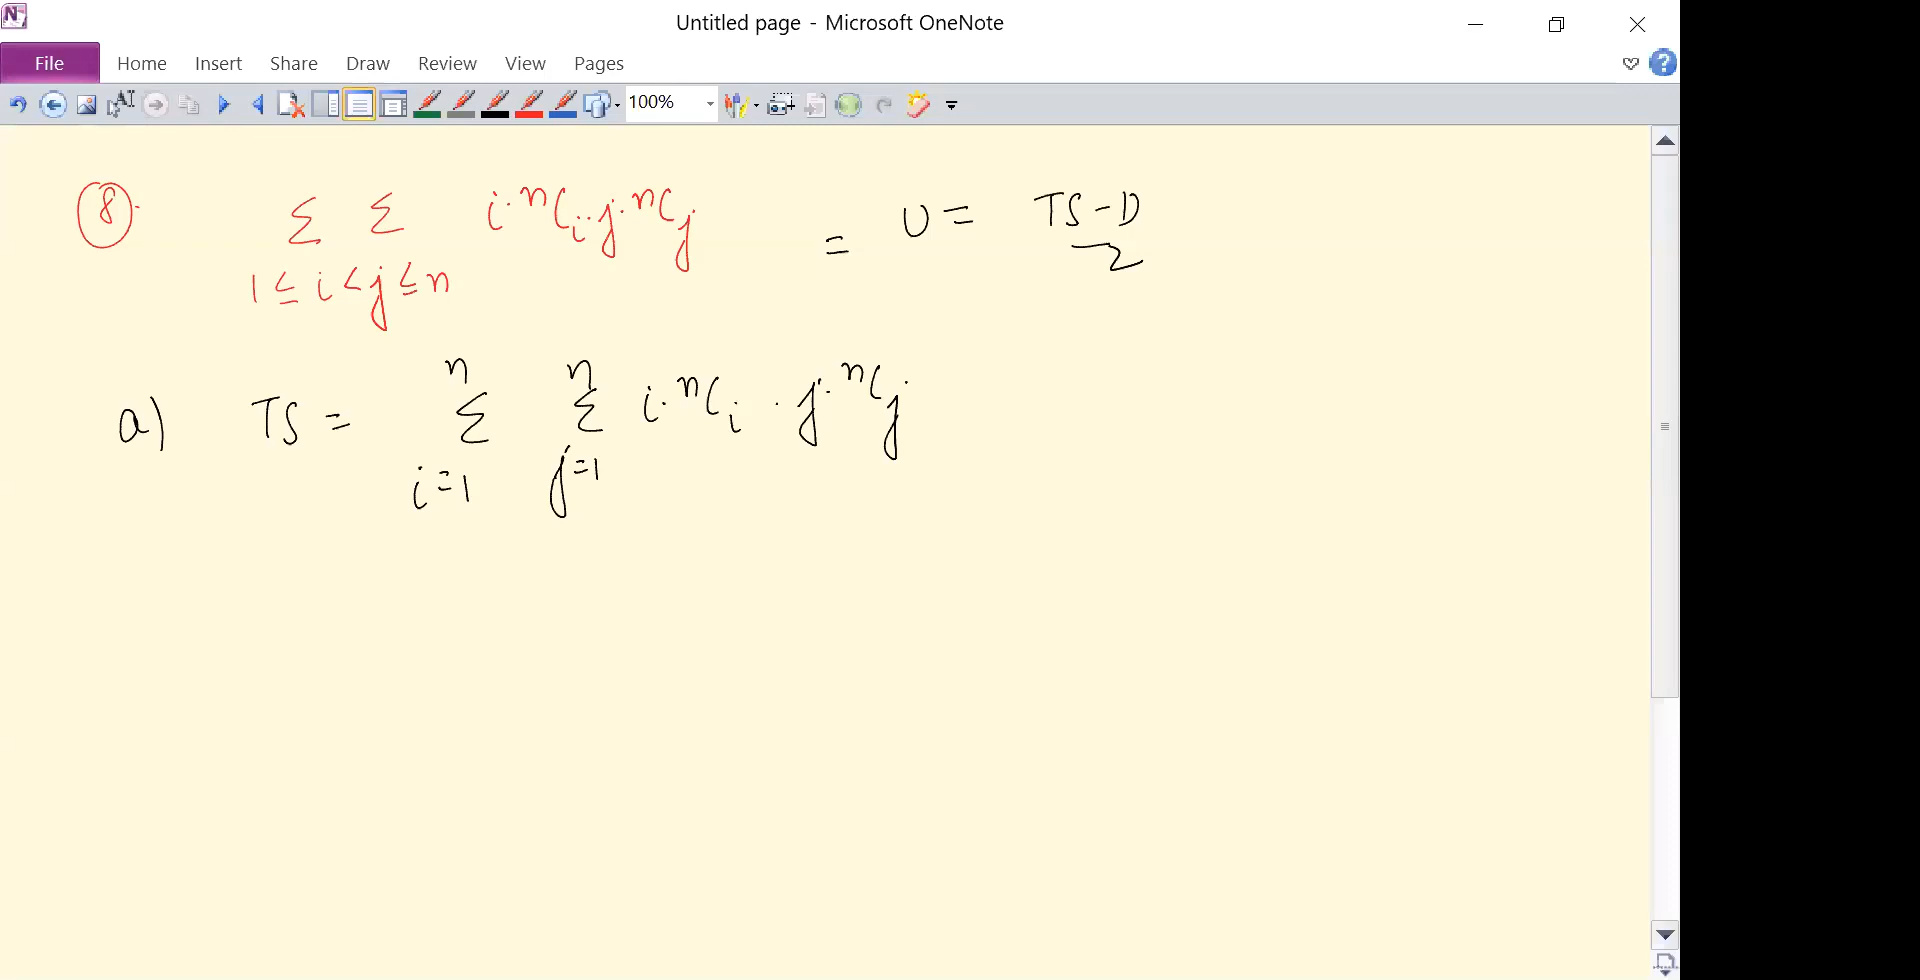 Untitled page - Microsoft OneNote
File Home Insert Share Draw Review View Pages
100%
8 Σ Σ i·ⁿCᵢ·j·ⁿCⱼ = U = TS-D
2
1 ≤ i < j ≤ n
n n
a) TS = Σ Σ i·ⁿCᵢ · j·ⁿCⱼ
i=1 j=1